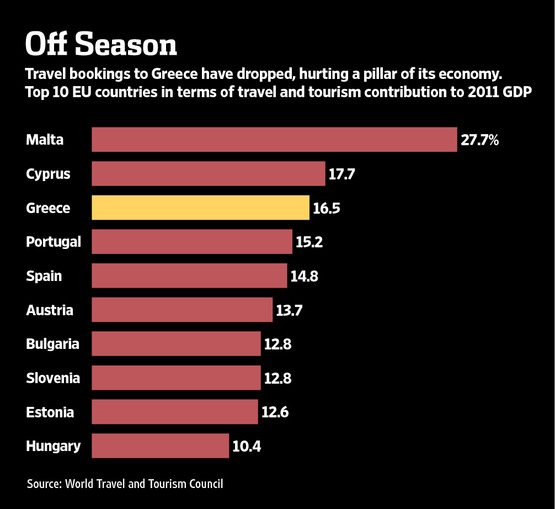 Off Season
Travel bookings to Greece have dropped, hurting a pillar of its economy.
Top 10 EU countries in terms of travel and tourism contribution to 2011 GDP
Malta 27.7%
Cyprus 17.7
Greece 16.5
Portugal 15.2
Spain 14.8
Austria 13.7
Bulgaria 12.8
Slovenia 12.8
Estonia 12.6
Hungary 10.4
Source: World Travel and Tourism Council